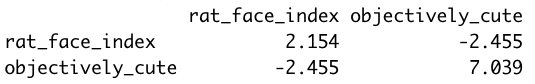 rat_face_index objectively_cute
rat_face_index 2.154 -2.455
objectively_cute -2.455 7.039